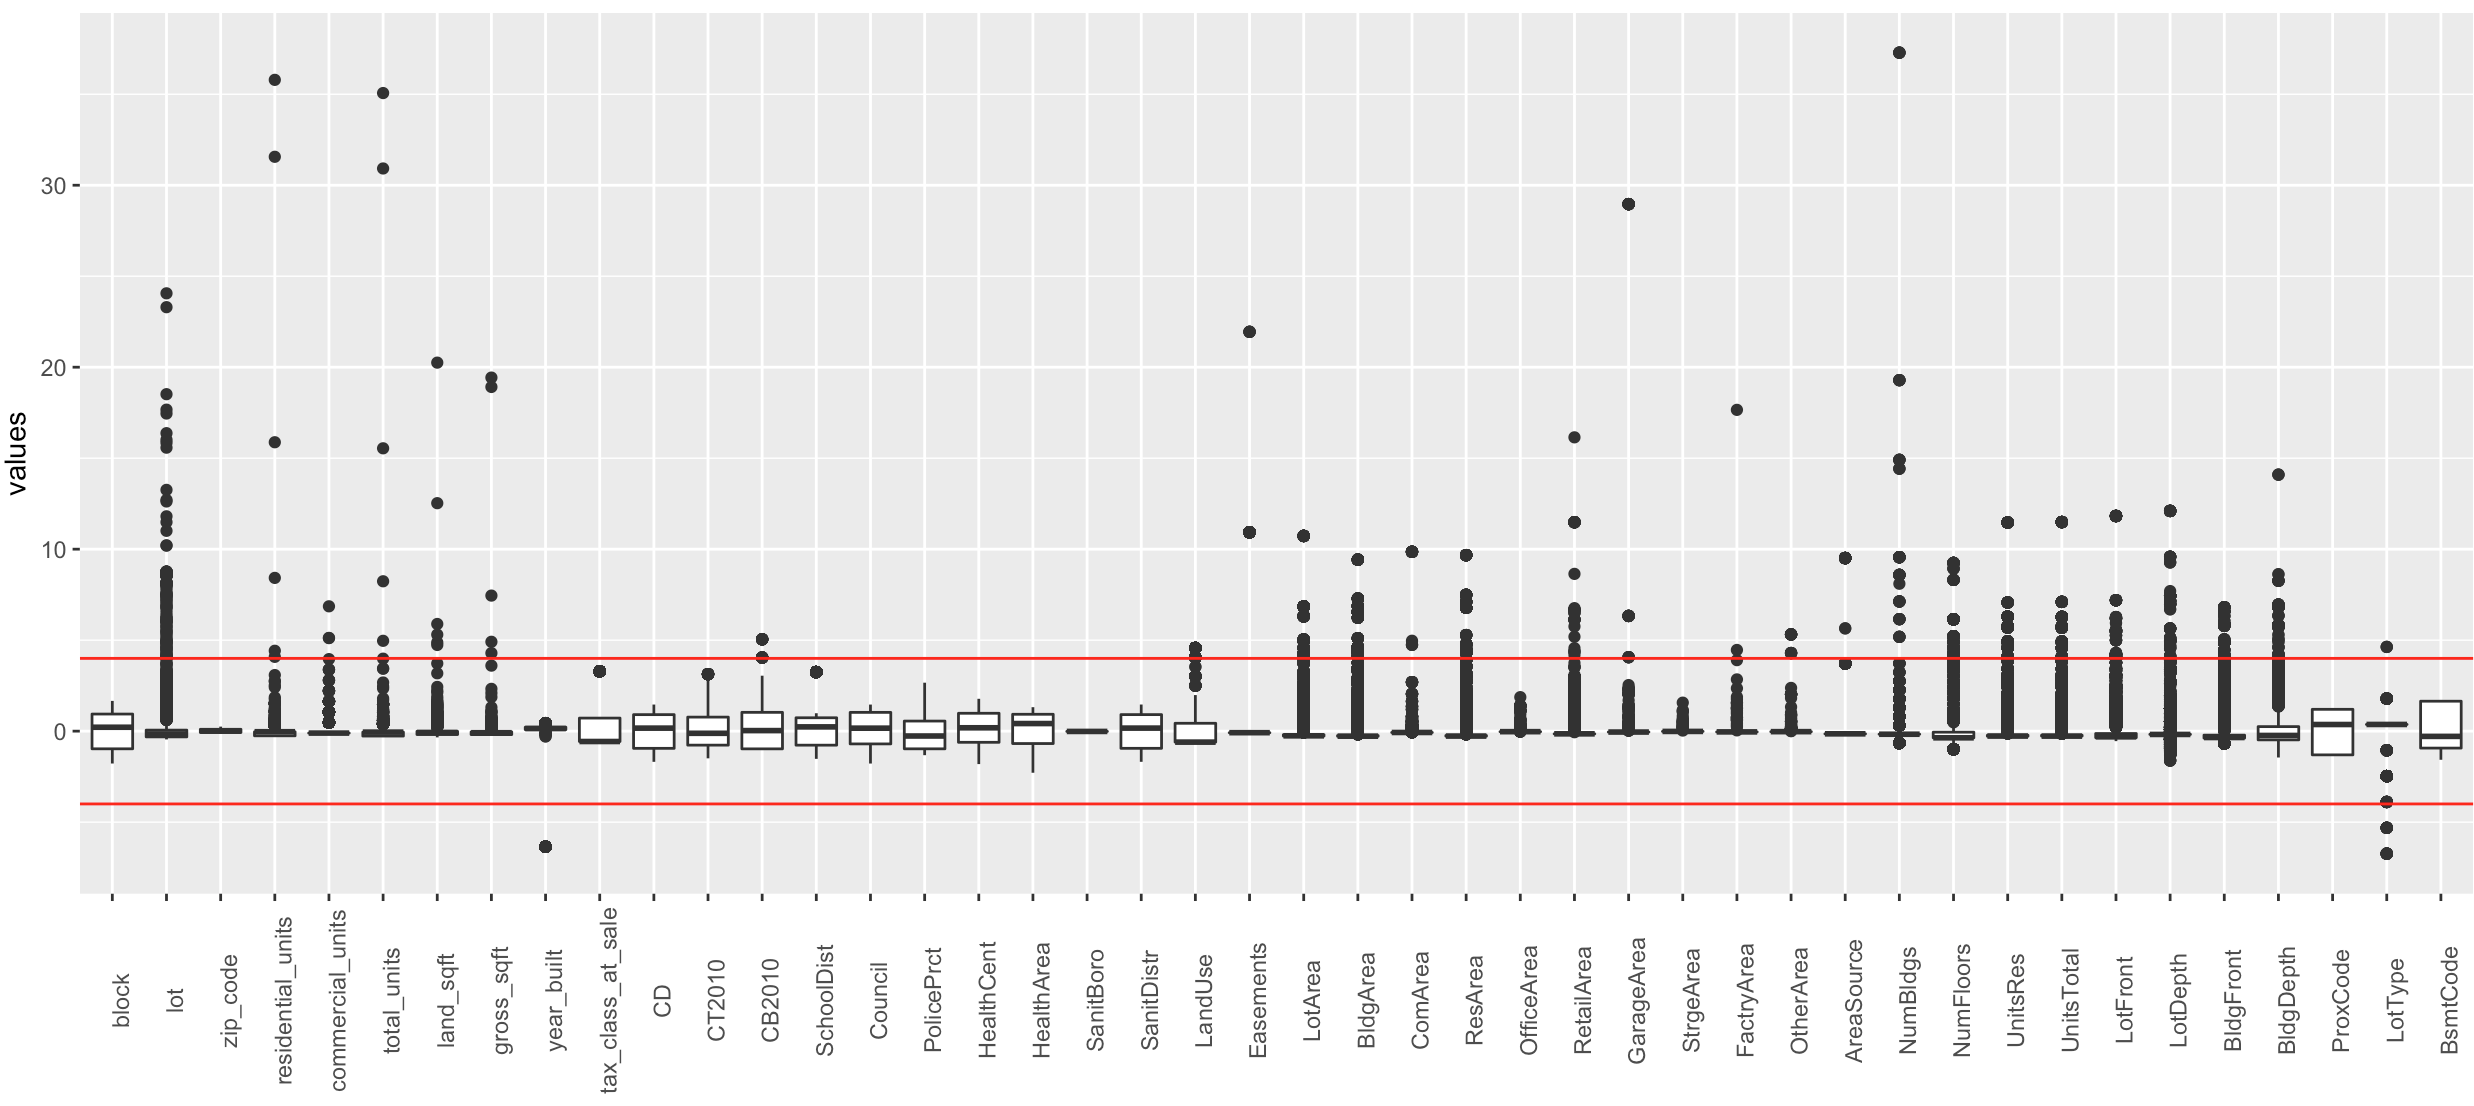 values
30
20
10
0
block
lot
zip_code
residential_units
commercial_units
total_units
land_sqft
gross_sqft
year_built
tax_class_at_sale
CD
CT2010
CB2010
SchoolDist
Council
PolicePrct
HealthCent
HealthArea
SanitBoro
SanitDistr
LandUse
Easements
LotArea
BldgArea
ComArea
ResArea
OfficeArea
RetailArea
GarageArea
StrgeArea
FactryArea
OtherArea
AreaSource
NumBldgs
NumFloors
UnitsRes
UnitsTotal
LotFront
LotDepth
BldgFront
BldgDepth
ProxCode
LotType
BsmtCode